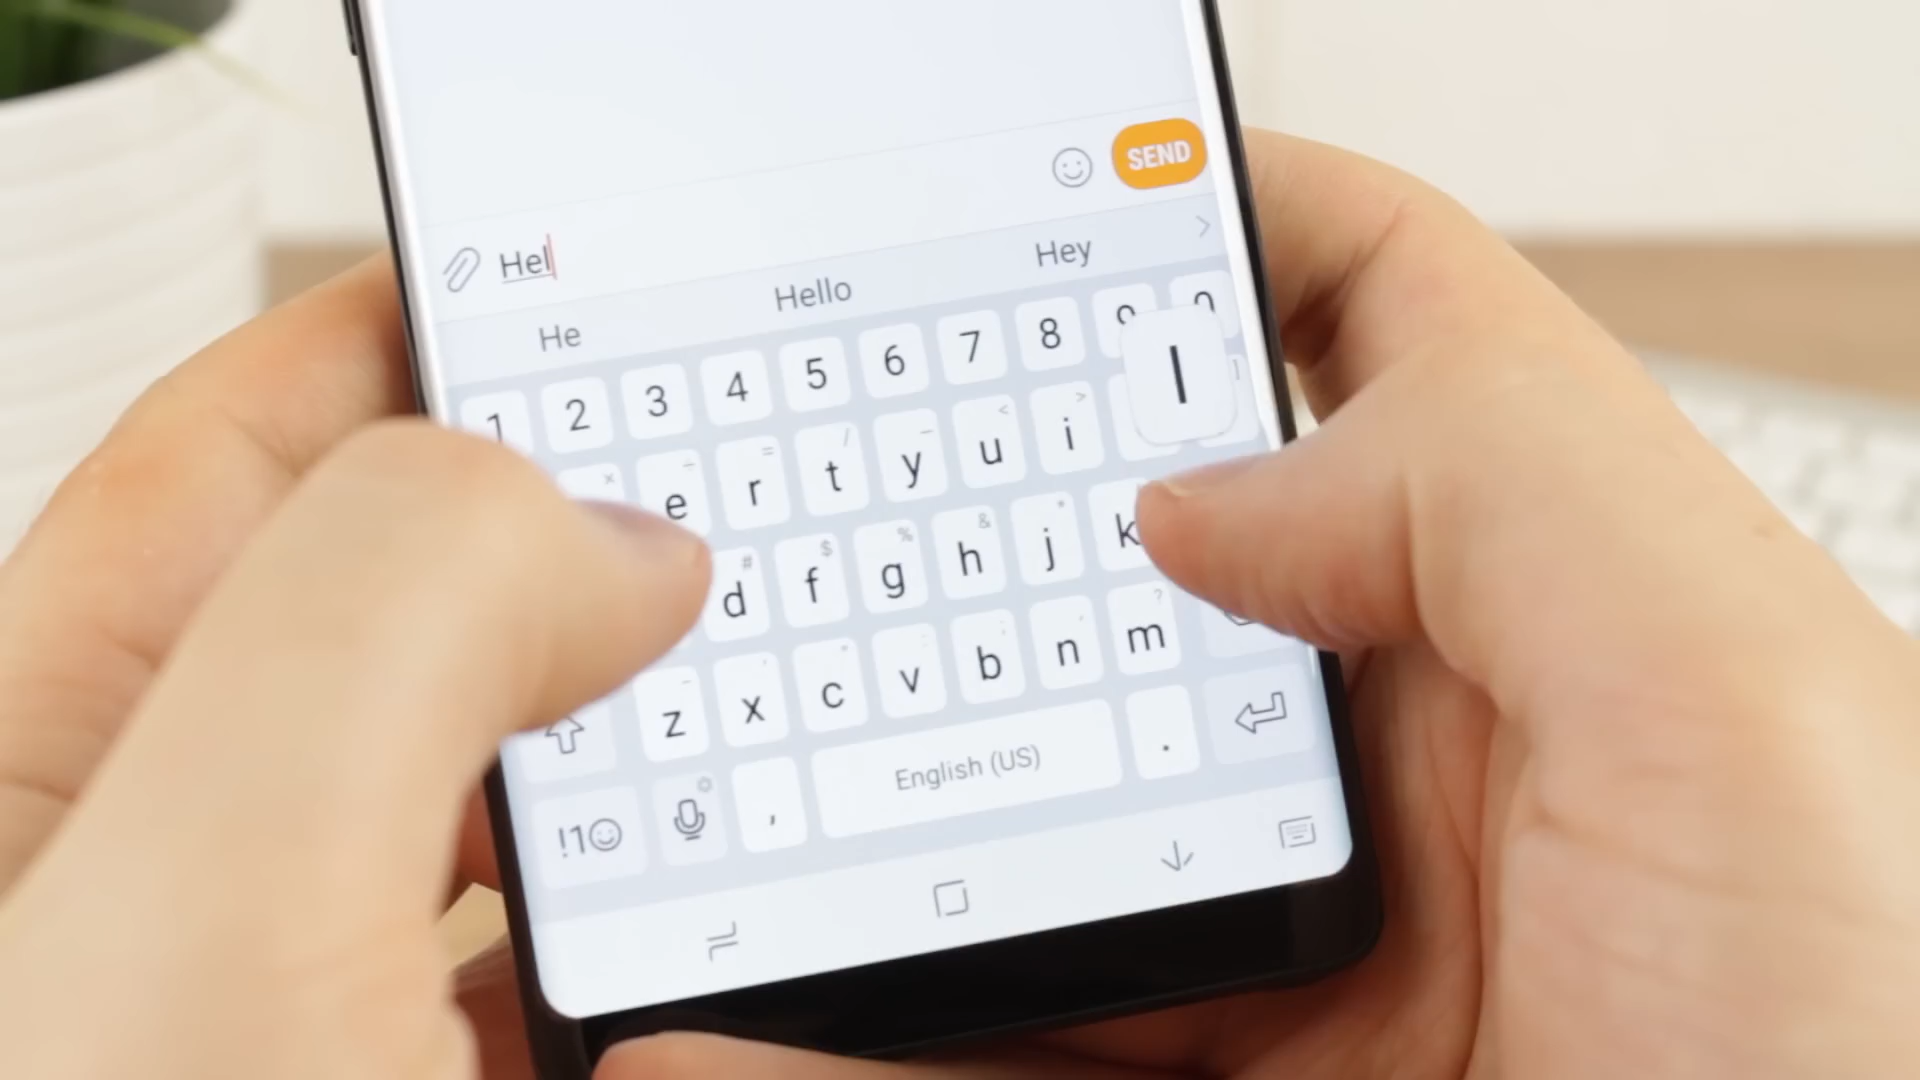 SEND
Hel
He Hello Hey
1 2 3 4 5 6 7 8 9 0
l
e r t y u i
d f g h j k
z x c v b n m
!1 , English (US) .